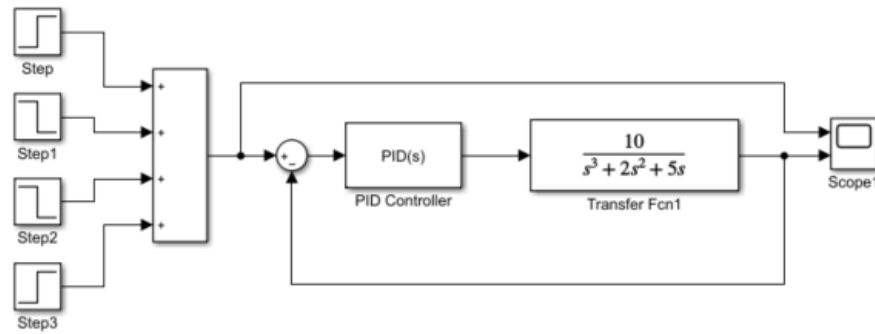 Step
Step1
Step2
Step3
+
+
+
+
+
−
PID(s)
PID Controller
10
s³ + 2s² + 5s
Transfer Fcn1
Scope1